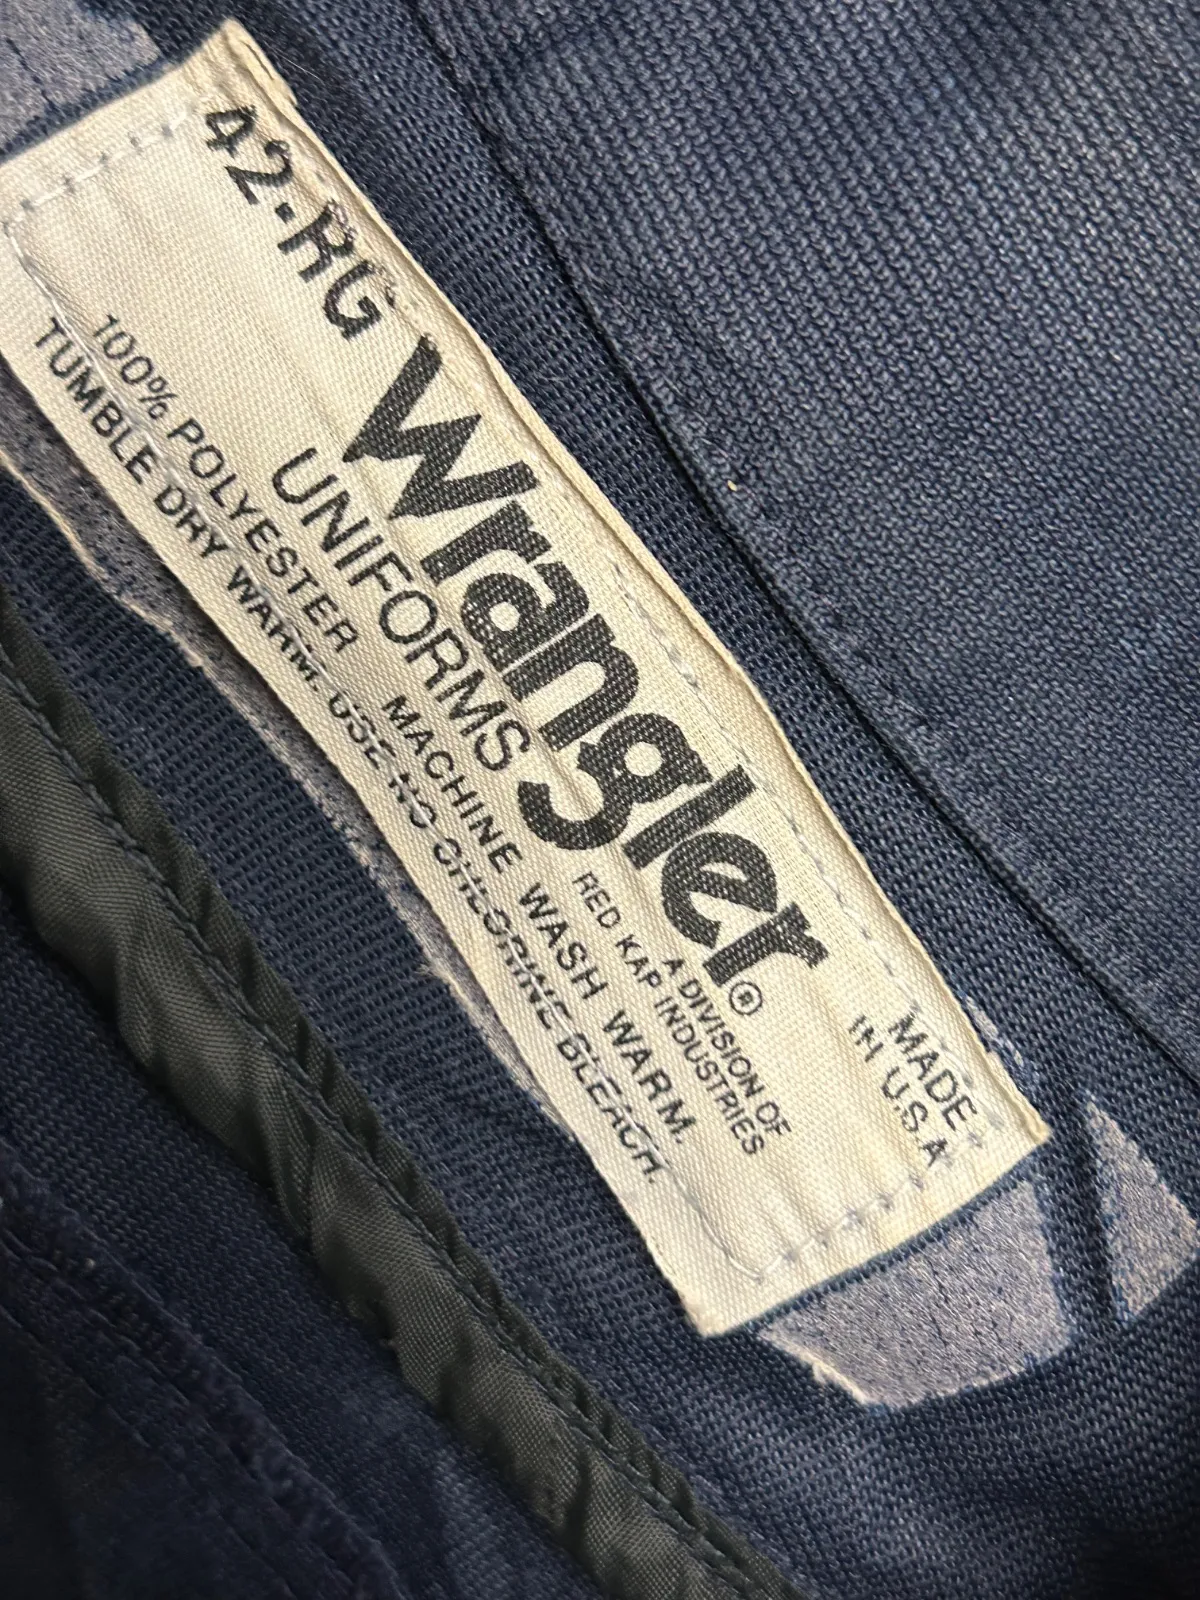 42-RG
Wrangler®
UNIFORMS
A DIVISION OF
RED KAP INDUSTRIES
MADE
IN U.S.A
100% POLYESTER MACHINE WASH WARM.
TUMBLE DRY WARM. USE NO CHLORINE BLEACH.